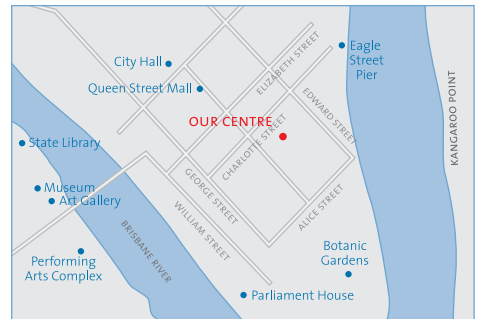 City Hall
Queen Street Mall
OUR CENTRE
ELIZABETH STREET
Eagle
Street
Pier
EDWARD STREET
CHARLOTTE STREET
KANGAROO POINT
State Library
Museum
Art Gallery
GEORGE STREET
WILLIAM STREET
ALICE STREET
BRISBANE RIVER
Performing
Arts Complex
Botanic
Gardens
Parliament House